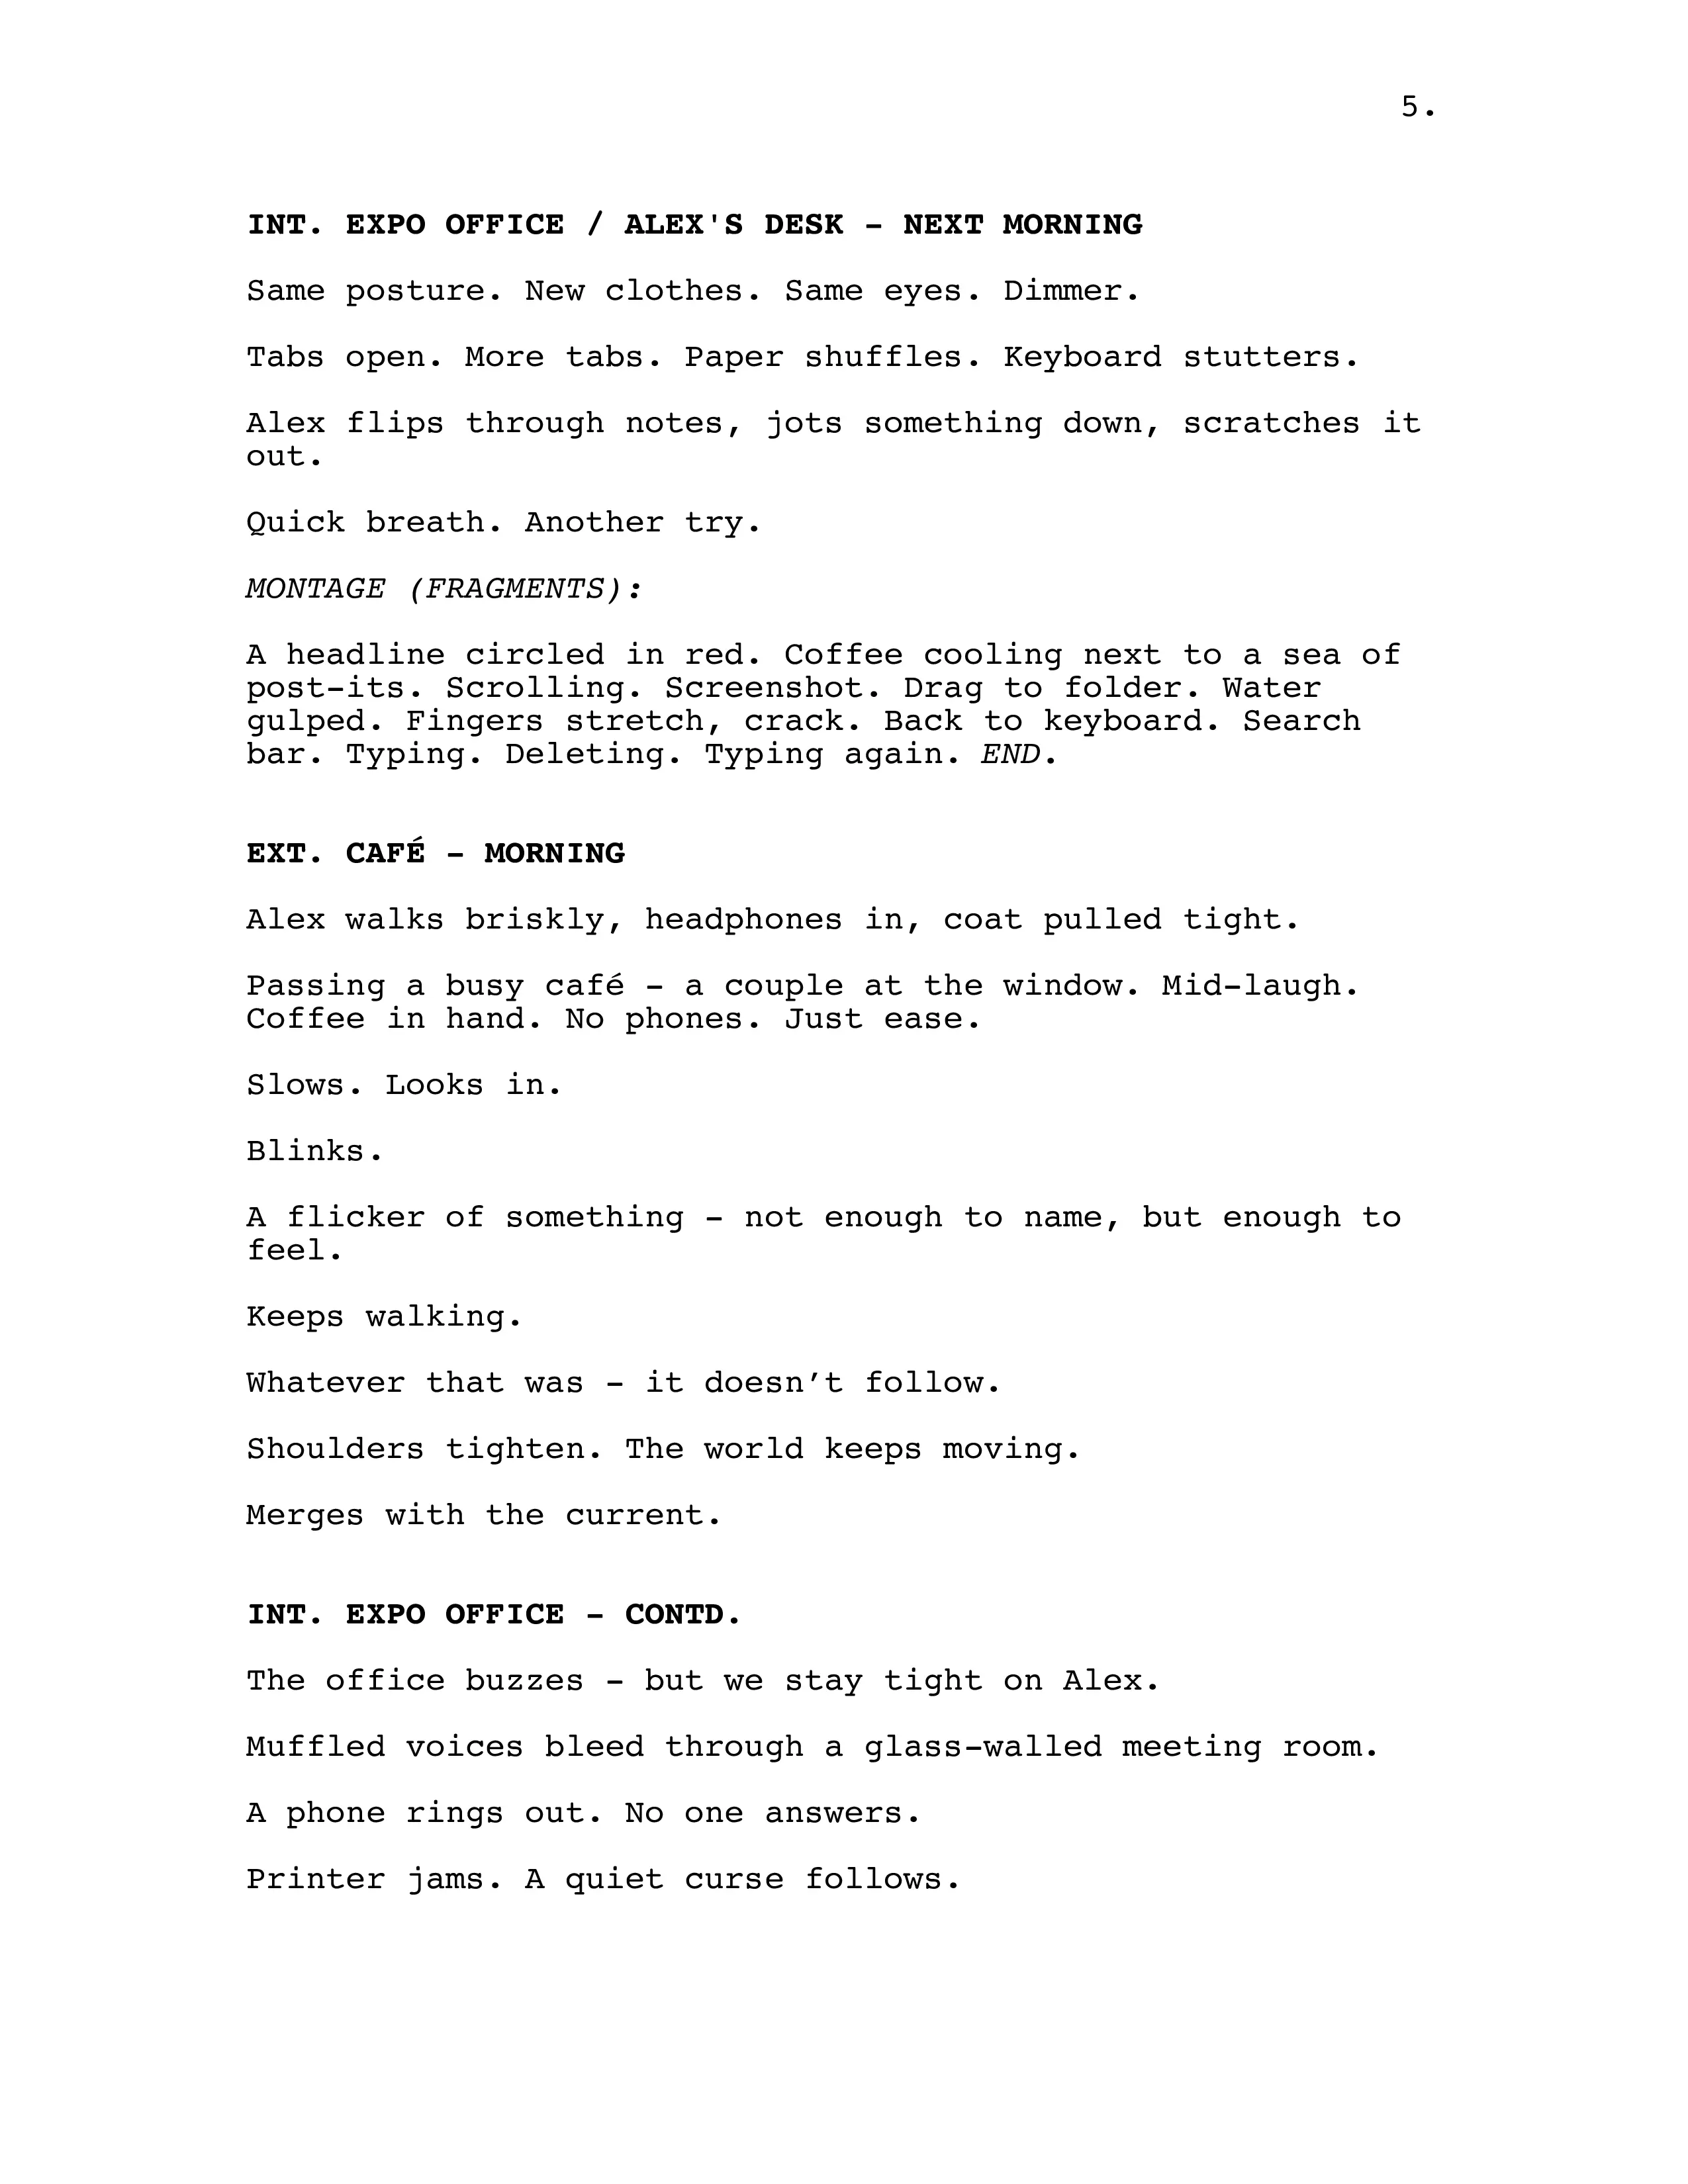 5.
INT. EXPO OFFICE / ALEX'S DESK - NEXT MORNING
Same posture. New clothes. Same eyes. Dimmer.
Tabs open. More tabs. Paper shuffles. Keyboard stutters.
Alex flips through notes, jots something down, scratches it
out.
Quick breath. Another try.
MONTAGE (FRAGMENTS):
A headline circled in red. Coffee cooling next to a sea of
post-its. Scrolling. Screenshot. Drag to folder. Water
gulped. Fingers stretch, crack. Back to keyboard. Search
bar. Typing. Deleting. Typing again. END.
EXT. CAFÉ - MORNING
Alex walks briskly, headphones in, coat pulled tight.
Passing a busy café - a couple at the window. Mid-laugh.
Coffee in hand. No phones. Just ease.
Slows. Looks in.
Blinks.
A flicker of something - not enough to name, but enough to
feel.
Keeps walking.
Whatever that was - it doesn’t follow.
Shoulders tighten. The world keeps moving.
Merges with the current.
INT. EXPO OFFICE - CONTD.
The office buzzes - but we stay tight on Alex.
Muffled voices bleed through a glass-walled meeting room.
A phone rings out. No one answers.
Printer jams. A quiet curse follows.